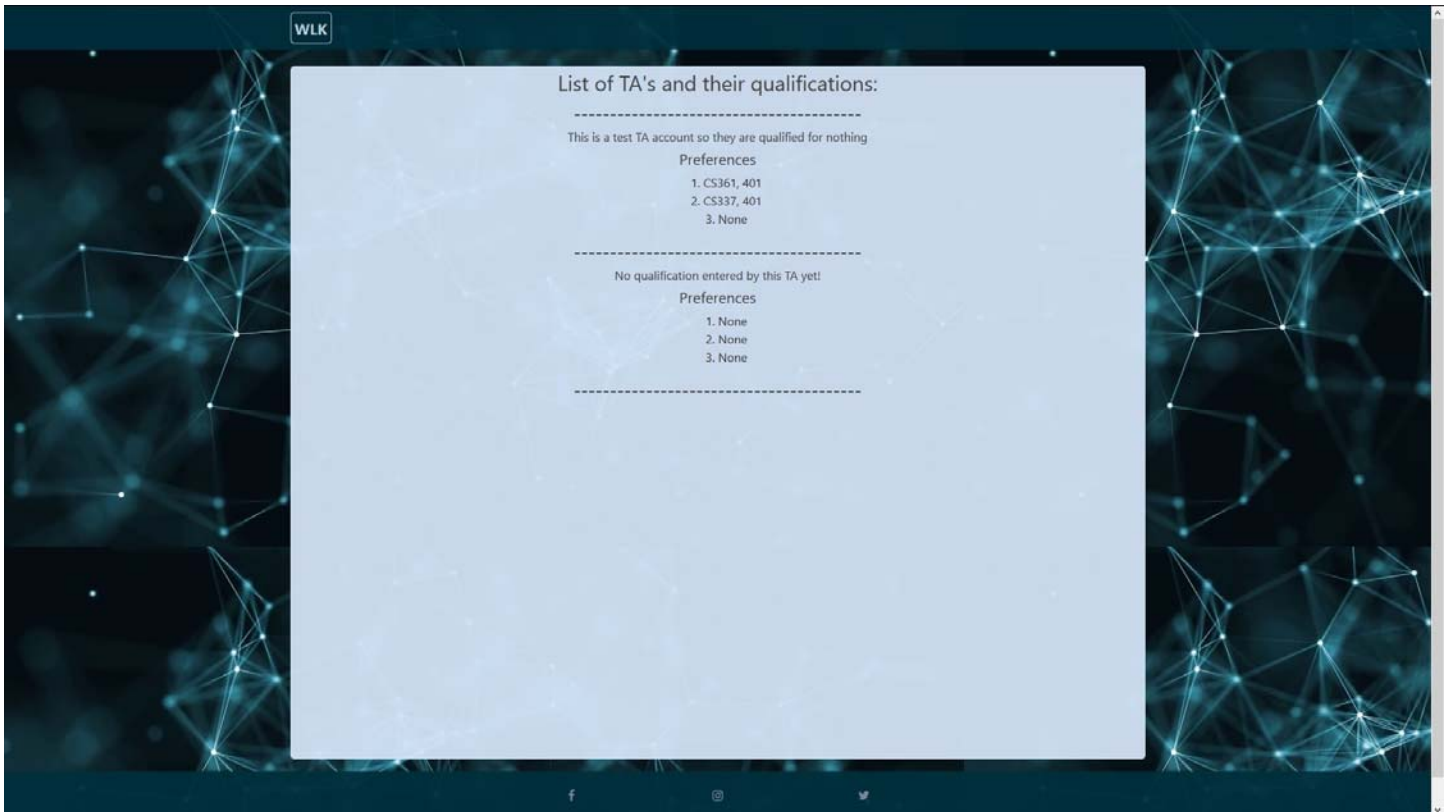 WLK
List of TA's and their qualifications:
----------------------------------------
This is a test TA account so they are qualified for nothing
Preferences
1. CS361, 401
2. CS337, 401
3. None
----------------------------------------
No qualification entered by this TA yet!
Preferences
1. None
2. None
3. None
----------------------------------------